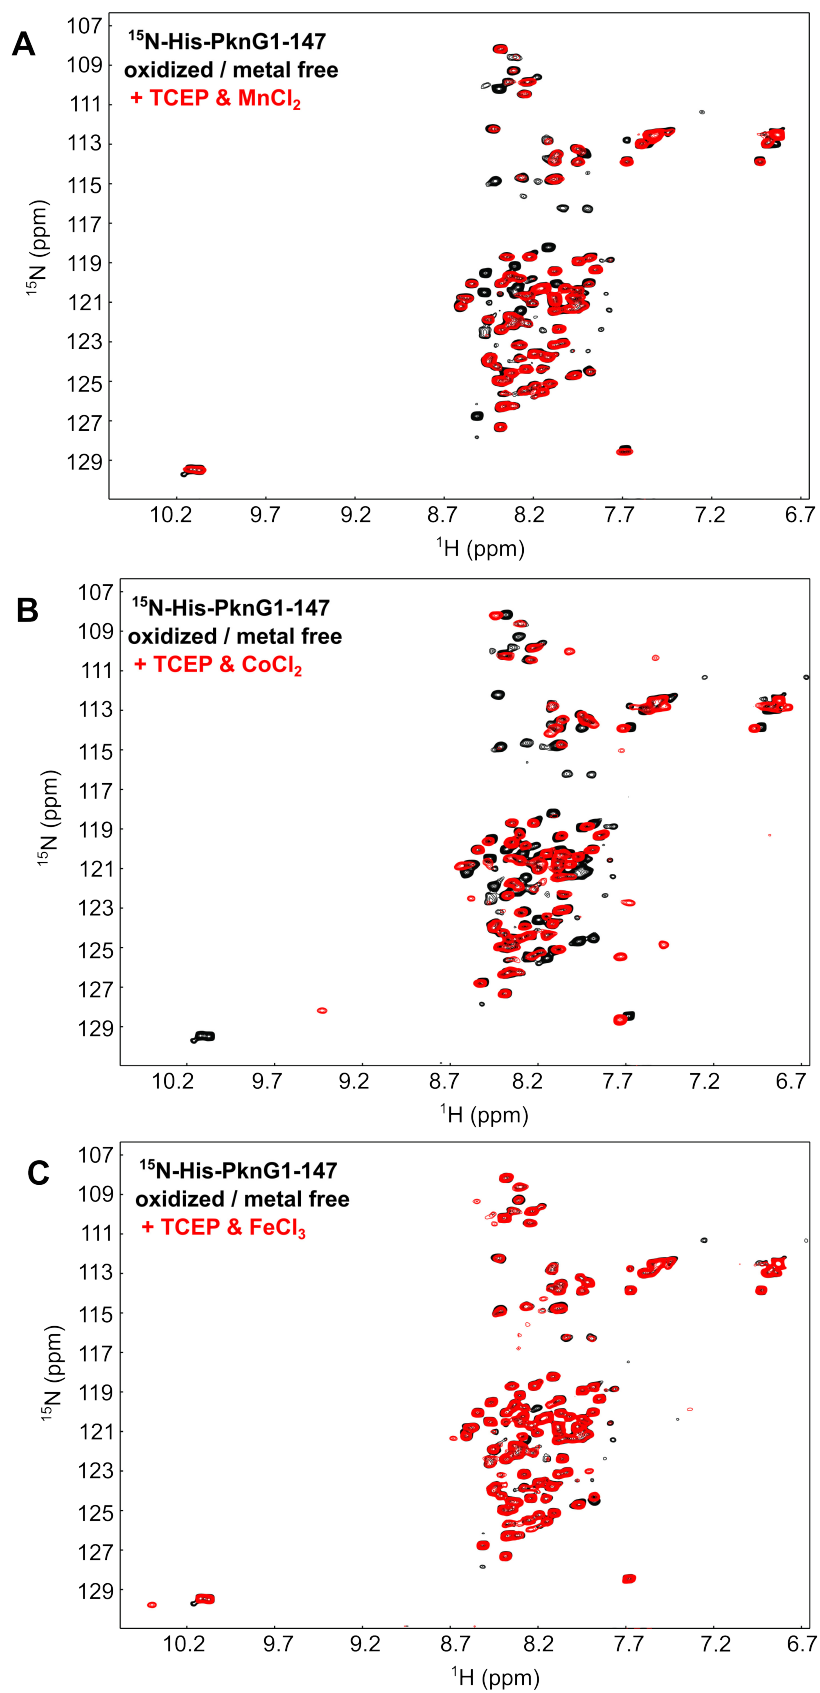 A
¹⁵N-His-PknG1-147
oxidized / metal free
+ TCEP & MnCl₂
107
109
111
113
115
117
119
121
123
125
127
129
¹⁵N (ppm)
10.2 9.7 9.2 8.7 8.2 7.7 7.2 6.7
¹H (ppm)
B
¹⁵N-His-PknG1-147
oxidized / metal free
+ TCEP & CoCl₂
107
109
111
113
115
117
119
121
123
125
127
129
¹⁵N (ppm)
10.2 9.7 9.2 8.7 8.2 7.7 7.2 6.7
¹H (ppm)
C
¹⁵N-His-PknG1-147
oxidized / metal free
+ TCEP & FeCl₃
107
109
111
113
115
117
119
121
123
125
127
129
¹⁵N (ppm)
10.2 9.7 9.2 8.7 8.2 7.7 7.2 6.7
¹H (ppm)